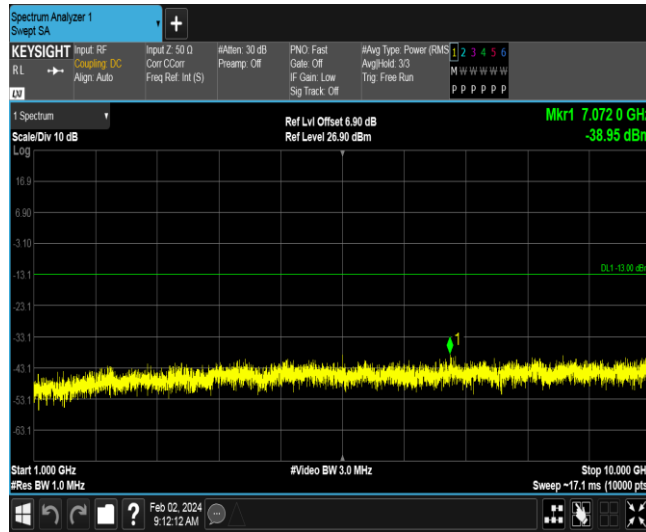 Spectrum Analyzer 1
Swept SA
+
KEYSIGHT
RL
LXI
Input: RF
Coupling: DC
Align: Auto
Input Z: 50 Ω
Corr CCorr
Freq Ref: Int (S)
#Atten: 30 dB
Preamp: Off
PNO: Fast
Gate: Off
IF Gain: Low
Sig Track: Off
#Avg Type: Power (RMS
Avg|Hold: 3/3
Trig: Free Run
1 2 3 4 5 6
M W W W W W
P P P P P P
1 Spectrum
Scale/Div 10 dB
Ref Lvl Offset 6.90 dB
Ref Level 26.90 dBm
Mkr1 7.072 0 GHz
-38.95 dBm
Log
16.9
6.90
-3.10
-13.1
DL1 -13.00 dBm
-23.1
-33.1
1
-43.1
-53.1
-63.1
Start 1.000 GHz
#Video BW 3.0 MHz
Stop 10.000 GHz
#Res BW 1.0 MHz
Sweep ~17.1 ms (10000 pts
?
Feb 02, 2024
9:12:12 AM